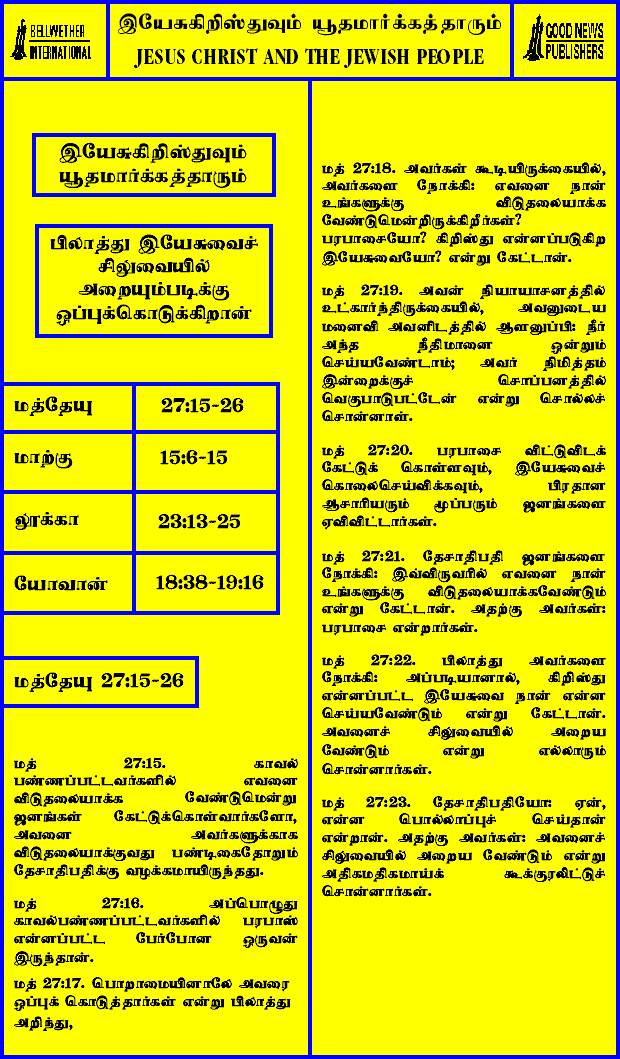 BELLWETHER
INTERNATIONAL
இயேசுகிறிஸ்துவும் யூதமார்க்கத்தாரும்
JESUS CHRIST AND THE JEWISH PEOPLE
GOOD NEWS
PUBLISHERS
இயேசுகிறிஸ்துவும்
யூதமார்க்கத்தாரும்
பிலாத்து இயேசுவைச்
சிலுவையில்
அறையும்படிக்கு
ஒப்புக்கொடுக்கிறான்
மத்தேயு 27:15-26
மாற்கு 15:6-15
லூக்கா 23:13-25
யோவான் 18:38-19:16
மத்தேயு 27:15-26
மத் 27:15. காவல்
பண்ணப்பட்டவர்களில் எவனை
விடுதலையாக்க வேண்டுமென்று
ஜனங்கள் கேட்டுக்கொள்வார்களோ,
அவனை அவர்களுக்காக
விடுதலையாக்குவது பண்டிகைதோறும்
தேசாதிபதிக்கு வழக்கமாயிருந்தது.
மத் 27:16. அப்பொழுது
காவல்பண்ணப்பட்டவர்களில் பரபாஸ்
என்னப்பட்ட பேர்போன ஒருவன்
இருந்தான்.
மத் 27:17. பொறாமையினாலே அவரை
ஒப்புக் கொடுத்தார்கள் என்று பிலாத்து
அறிந்து,
மத் 27:18. அவர்கள் கூடியிருக்கையில்,
அவர்களை நோக்கி: எவனை நான்
உங்களுக்கு விடுதலையாக்க
வேண்டுமென்றிருக்கிறீர்கள்?
பரபாசையோ? கிறிஸ்து என்னப்படுகிற
இயேசுவையோ? என்று கேட்டான்.
மத் 27:19. அவன் நியாயாசனத்தில்
உட்கார்ந்திருக்கையில், அவனுடைய
மனைவி அவனிடத்தில் ஆளனுப்பி: நீர்
அந்த நீதிமானை ஒன்றும்
செய்யவேண்டாம்; அவர் நிமித்தம்
இன்றைக்குச் சொப்பனத்தில்
வெகுபாடுபட்டேன் என்று சொல்லச்
சொன்னாள்.
மத் 27:20. பரபாசை விட்டுவிடக்
கேட்டுக் கொள்ளவும், இயேசுவைச்
கொலைசெய்விக்கவும், பிரதான
ஆசாரியரும் மூப்பரும் ஜனங்களை
ஏவிவிட்டார்கள்.
மத் 27:21. தேசாதிபதி ஜனங்களை
நோக்கி: இவ்விருவரில் எவனை நான்
உங்களுக்கு விடுதலையாக்கவேண்டும்
என்று கேட்டான். அதற்கு அவர்கள்:
பரபாசை என்றார்கள்.
மத் 27:22. பிலாத்து அவர்களை
நோக்கி: அப்படியானால், கிறிஸ்து
என்னப்பட்ட இயேசுவை நான் என்ன
செய்யவேண்டும் என்று கேட்டான்.
அவனைச் சிலுவையில் அறைய
வேண்டும் என்று எல்லாரும்
சொன்னார்கள்.
மத் 27:23. தேசாதிபதியோ: ஏன்,
என்ன பொல்லாப்புச் செய்தான்
என்றான். அதற்கு அவர்கள்: அவனைச்
சிலுவையில் அறைய வேண்டும் என்று
அதிகமதிகமாய்க் கூக்குரலிட்டுச்
சொன்னார்கள்.